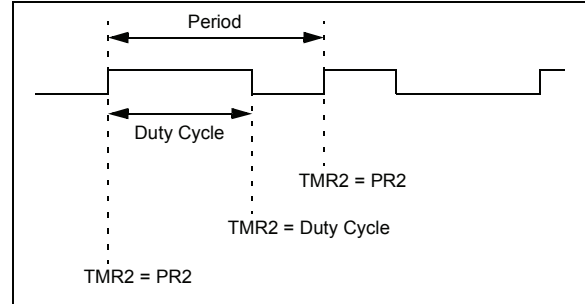 Period
Duty Cycle
TMR2 = PR2
TMR2 = Duty Cycle
TMR2 = PR2